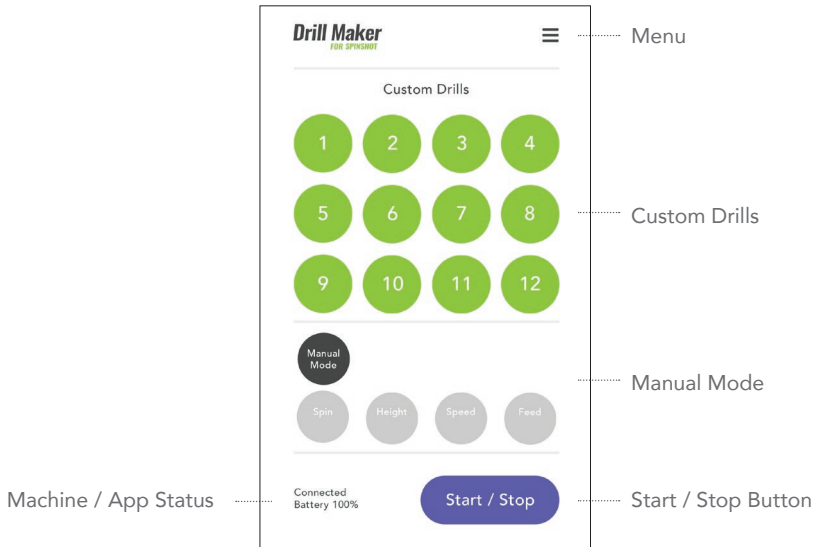 Drill Maker
FOR SPINSHOT
Menu
Custom Drills
1 2 3 4
5 6 7 8
Custom Drills
9 10 11 12
Manual
Mode
Manual Mode
Spin Height Speed Feed
Machine / App Status
Connected
Battery 100%
Start / Stop
Start / Stop Button